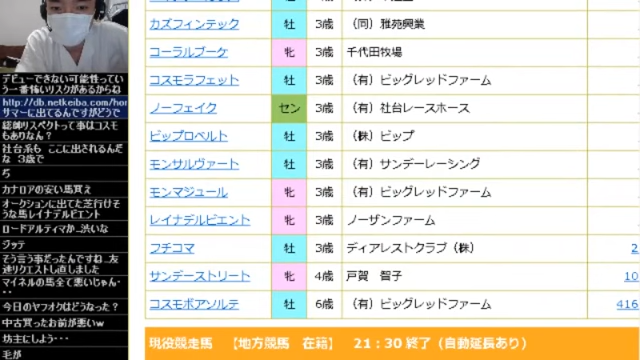 デビューできない可能性ってい
う一番怖いリスクがあるからね
http://db.netkeiba.com/hor
サマーに出てるんですがどうで
総帥リスペクトって事はコスモ
もありなん？
社台系6　ここに出されるんだ
な　3歳で
5
カナロアの安い馬買え
オークションに出てた芝行けそ
うな馬レイナデルビエント
ロードアルティマか…渋いな
ジャテ
そう言う事だったんですね…友
達リクエストし直しました
マイネルの馬全て悪いじゃん・
・・
今日のヤフオクはどうなった？
中古買ったお前が悪いw
坊主にしよう・・・
毛が
カズフィンテック 牡 3歳 （同）雅苑興業
コーラルブーケ 牝 3歳 千代田牧場
コスモラフェット 牡 3歳 （有）ビッグレッドファーム
ノーフェイク セン 3歳 （有）社台レースホース
ビップロベルト 牡 3歳 （株）ビップ
モンサルヴァート 牡 3歳 （有）サンデーレーシング
モンマジュール 牝 3歳 （有）ビッグレッドファーム
レイナデルビエント 牝 3歳 ノーザンファーム
フチコマ 牡 3歳 ディアレストクラブ（株） 2
サンデーストリート 牝 4歳 戸賀　智子 10
コスモボアソルテ 牡 6歳 （有）ビッグレッドファーム 416
現役競走馬　【地方競馬　在籍】　21：30 終了（自動延長あり）